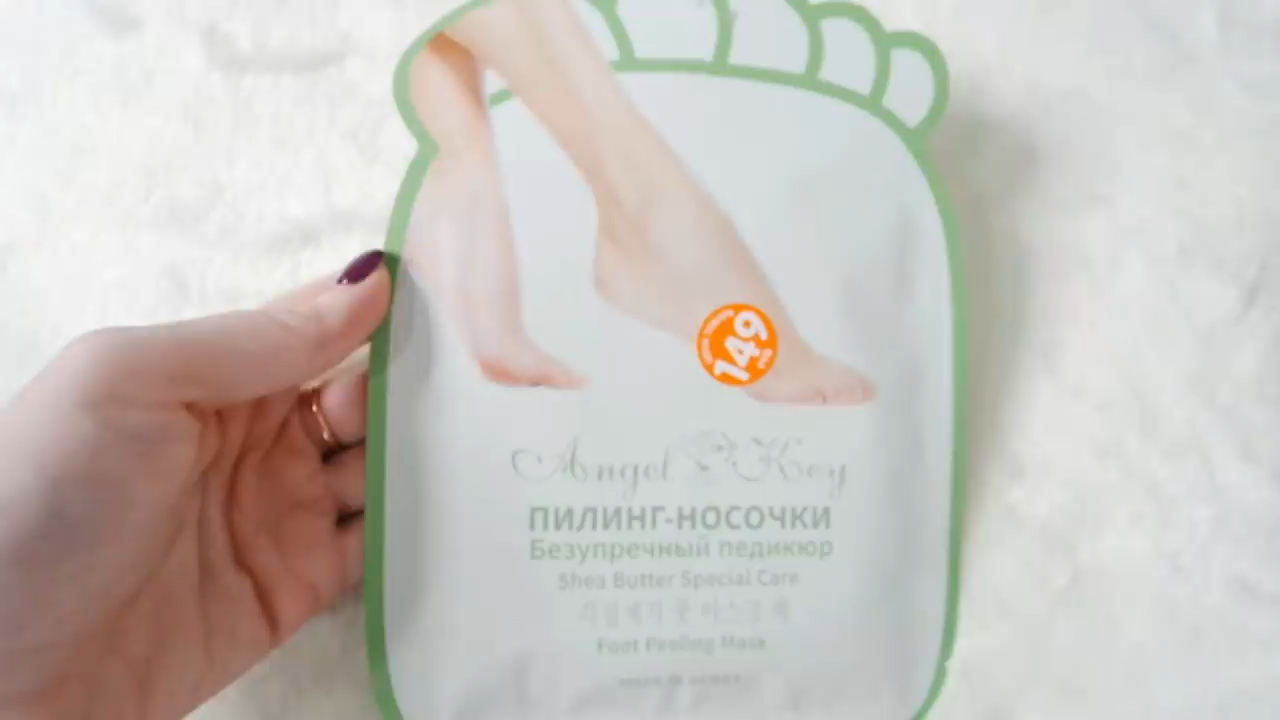 149
Angel Key
ПИЛИНГ-НОСОЧКИ
Безупречный педикюр
Shea Butter Special Care
Foot Peeling Mask